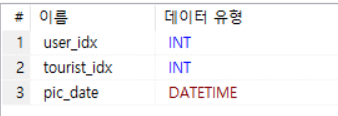 # 이름 데이터 유형
1 user_idx INT
2 tourist_idx INT
3 pic_date DATETIME